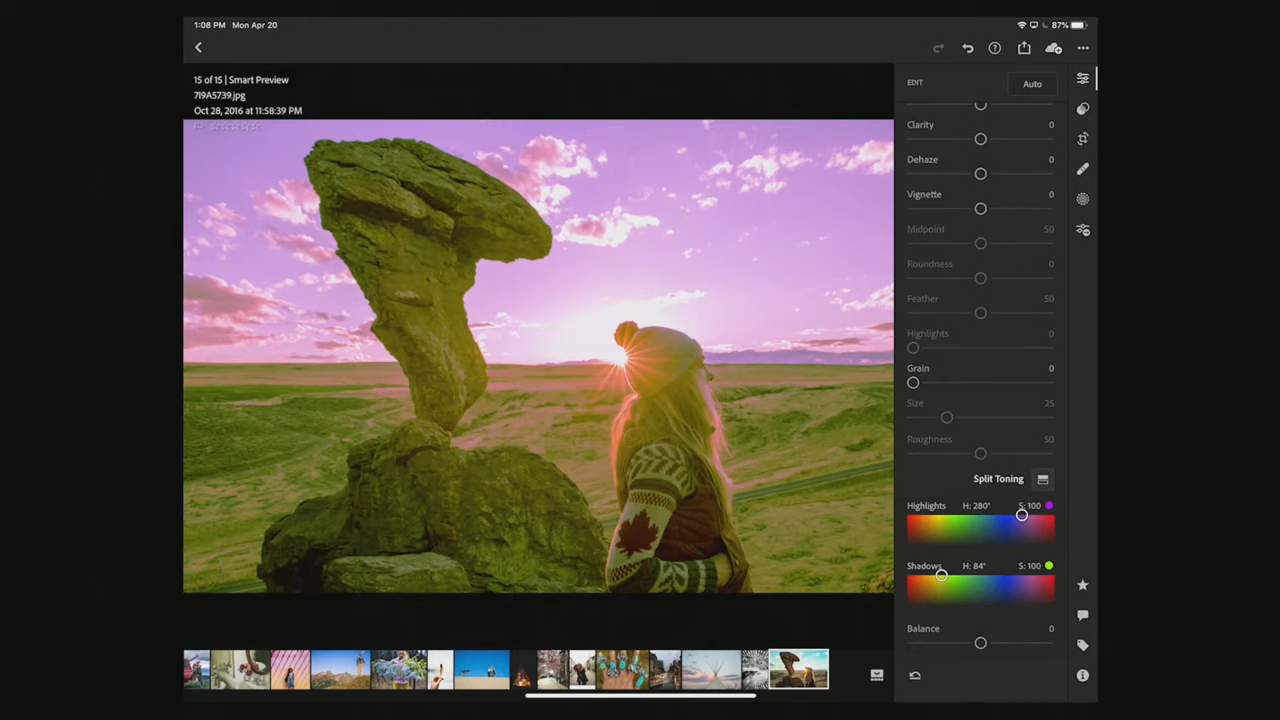 1:08 PM Mon Apr 20
87%
15 of 15 | Smart Preview
7I9A5739.jpg
Oct 28, 2016 at 11:58:39 PM
EDIT
Auto
Clarity 0
Dehaze 0
Vignette 0
Midpoint 50
Roundness 0
Feather 50
Highlights 0
Grain 0
Size 25
Roughness 50
Split Toning
Highlights H: 280° S: 100
Shadows H: 84° S: 100
Balance 0